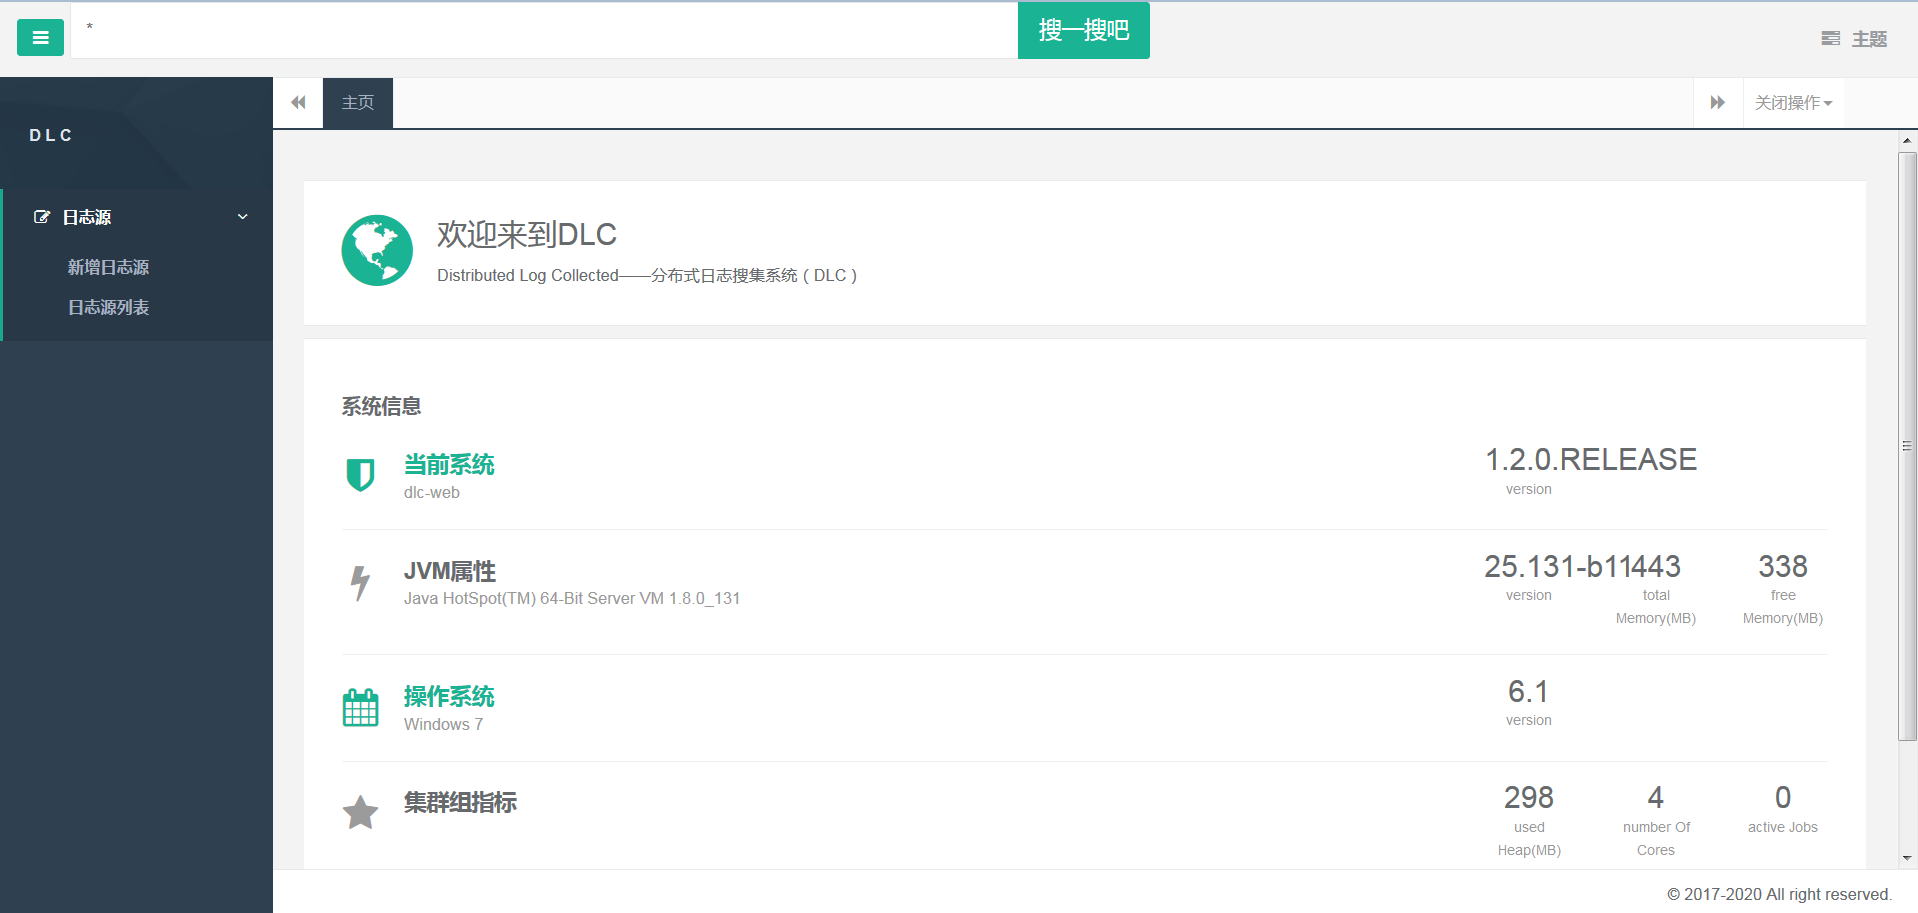 *
搜一搜吧
主题
DLC
日志源
新增日志源
日志源列表
主页
关闭操作
欢迎来到DLC
Distributed Log Collected——分布式日志搜集系统（DLC）
系统信息
当前系统
dlc-web
1.2.0.RELEASE
version
JVM属性
Java HotSpot(TM) 64-Bit Server VM 1.8.0_131
25.131-b11443
338
version
total
Memory(MB)
free
Memory(MB)
操作系统
Windows 7
6.1
version
集群组指标
298
used
Heap(MB)
4
number Of
Cores
0
active Jobs
© 2017-2020 All right reserved.